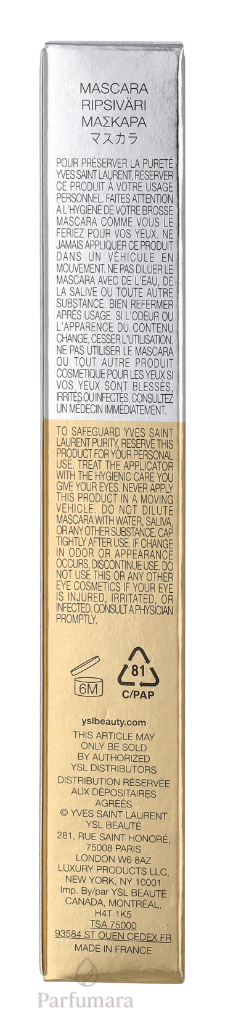 MASCARA
RIPSIVÄRI
ΜΑΣΚΑΡΑ
マスカラ
POUR PRÉSERVER LA PURETÉ
YVES SAINT LAURENT, RÉSERVER
CE PRODUIT À VOTRE USAGE
PERSONNEL. FAITES ATTENTION
À L'HYGIÈNE DE VOTRE BROSSE
MASCARA COMME VOUS LE
FERIEZ POUR VOS YEUX. NE
JAMAIS APPLIQUER CE PRODUIT
DANS UN VÉHICULE EN
MOUVEMENT. NE PAS DILUER LE
MASCARA AVEC DE L'EAU, DE
LA SALIVE OU TOUTE AUTRE
SUBSTANCE. BIEN REFERMER
APRÈS USAGE. SI L'ODEUR OU
L'APPARENCE DU CONTENU
CHANGE, CESSER L'UTILISATION.
NE PAS UTILISER LE MASCARA
OU TOUT AUTRE PRODUIT
COSMETIQUE POUR LES YEUX SI
VOS YEUX SONT BLESSÉS,
IRRITÉS OU INFECTES. CONSULTEZ
UN MEDECIN IMMÉDIATEMENT.
TO SAFEGUARD YVES SAINT
LAURENT PURITY, RESERVE THIS
PRODUCT FOR YOUR PERSONAL
USE. TREAT THE APPLICATOR
WITH THE HYGIENIC CARE YOU
GIVE YOUR EYES. NEVER APPLY
THIS PRODUCT IN A MOVING
VEHICLE. DO NOT DILUTE
MASCARA WITH WATER, SALIVA,
OR ANY OTHER SUBSTANCE. CAP
TIGHTLY AFTER USE. IF CHANGE
IN ODOR OR APPEARANCE
OCCURS, DISCONTINUE USE. DO
NOT USE THIS OR ANY OTHER
EYE COSMETICS IF YOUR EYE
IS INJURED, IRRITATED, OR
INFECTED. CONSULT A PHYSICIAN
PROMPTLY.
6M
81
C/PAP
yslbeauty.com
THIS ARTICLE MAY
ONLY BE SOLD
BY AUTHORIZED
YSL DISTRIBUTORS
DISTRIBUTION RÉSERVÉE
AUX DÉPOSITAIRES
AGRÉÉS
© YVES SAINT LAURENT
YSL BEAUTÉ
281, RUE SAINT HONORÉ,
75008 PARIS
LONDON W6 8AZ
LUXURY PRODUCTS LLC,
NEW YORK, NY 10001
Imp. By/par YSL BEAUTÉ
CANADA, MONTRÉAL,
H4T 1K5
TSA 75000
93584 ST OUEN CEDEX FR
MADE IN FRANCE
Parfumara